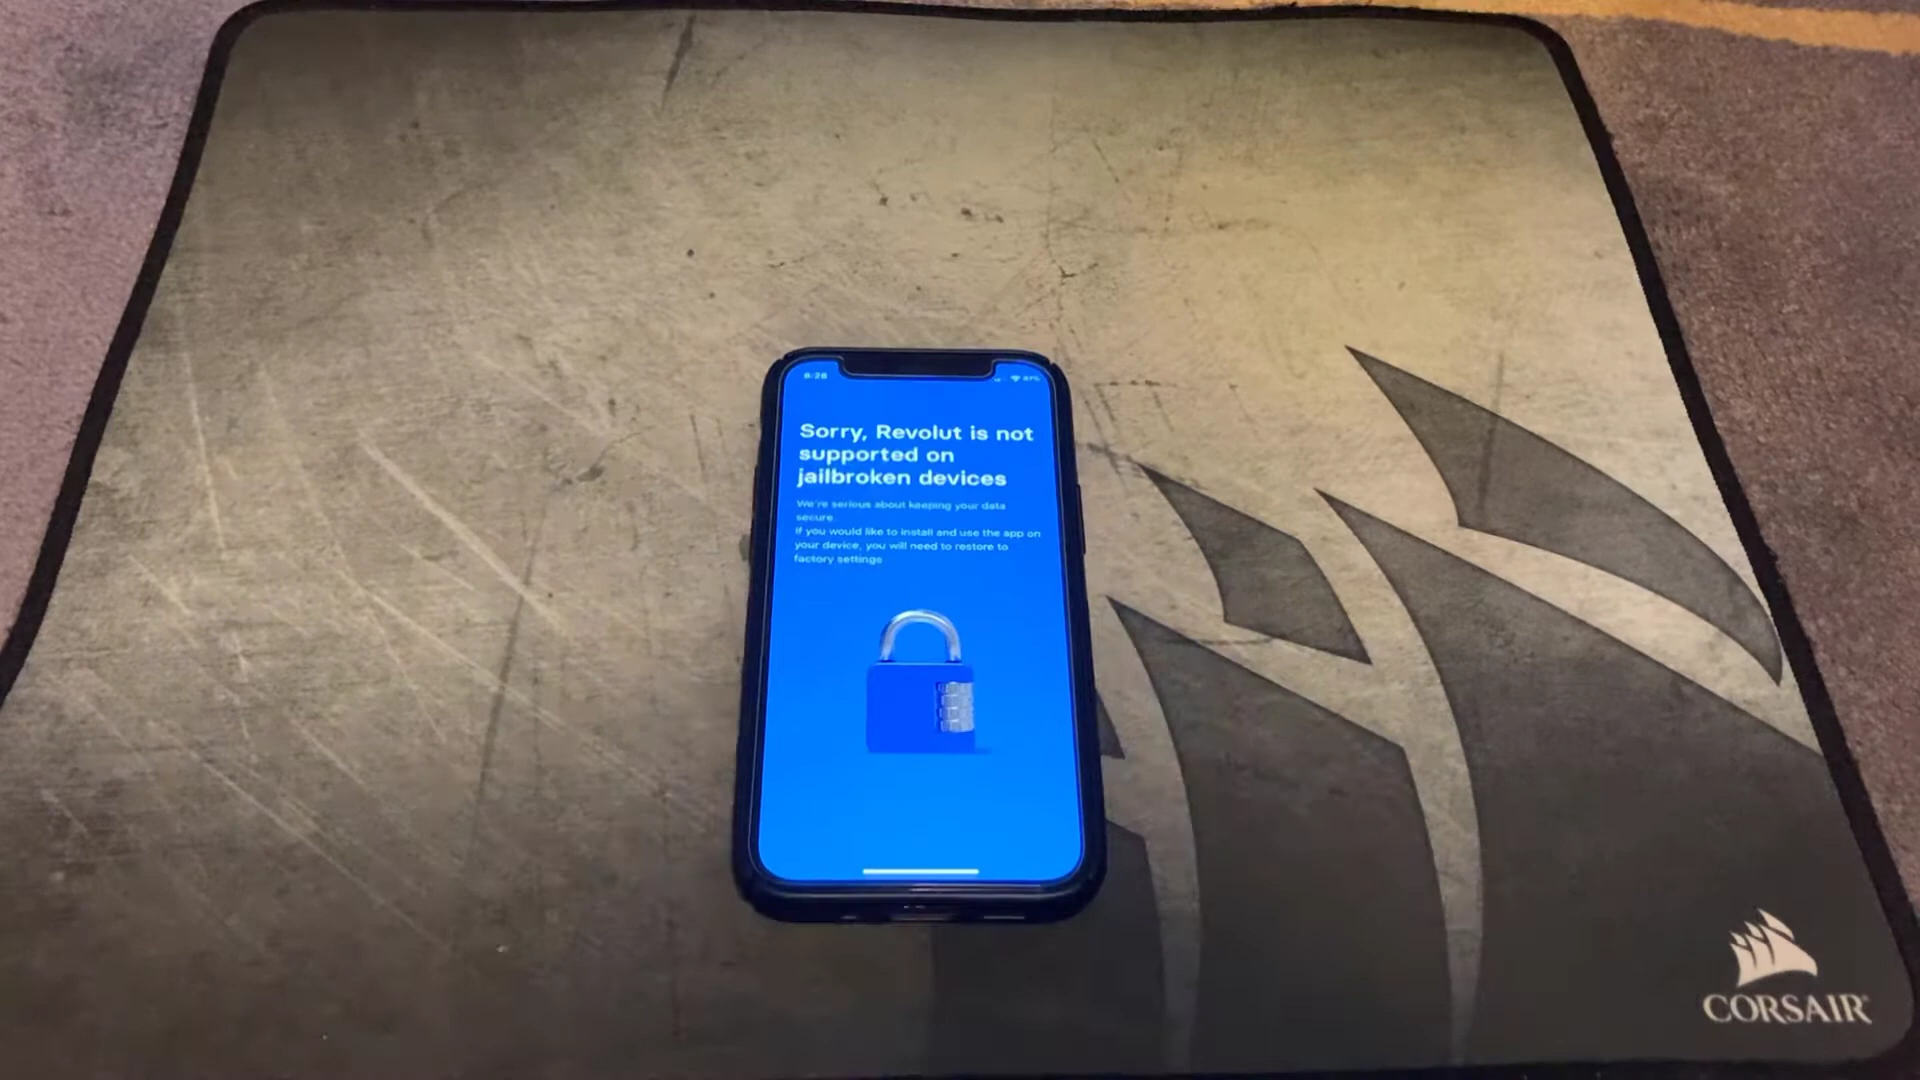 8:28
Sorry, Revolut is not
supported on
jailbroken devices
We're serious about keeping your data
secure.
If you would like to install and use the app on
your device, you will need to restore to
factory settings
CORSAIR